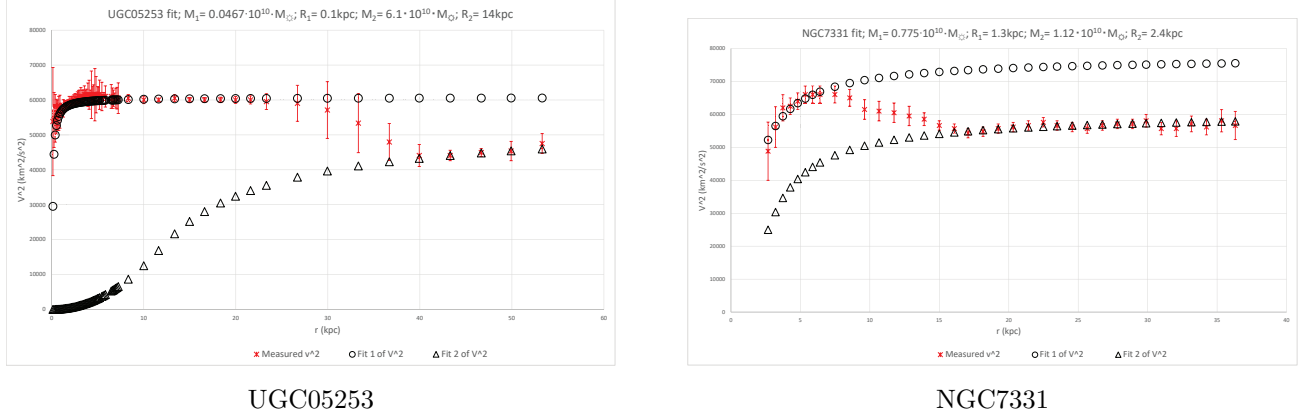 UGC05253 fit; M₁= 0.0467·10¹⁰·M☼; R₁= 0.1kpc; M₂= 6.1·10¹⁰·M☼; R₂= 14kpc
80000
70000
60000
50000
40000
30000
20000
10000
0
V^2 (km^2/s^2)
0 10 20 30 40 50 60
r (kpc)
Measured v^2 Fit 1 of V^2 Fit 2 of V^2
UGC05253
NGC7331 fit; M₁= 0.775·10¹⁰·M☼; R₁= 1.3kpc; M₂= 1.12·10¹⁰·M☼; R₂= 2.4kpc
80000
70000
60000
50000
40000
30000
20000
10000
0
V^2 (km^2/s^2)
0 5 10 15 20 25 30 35 40
r (kpc)
Measured v^2 Fit 1 of V^2 Fit 2 of V^2
NGC7331